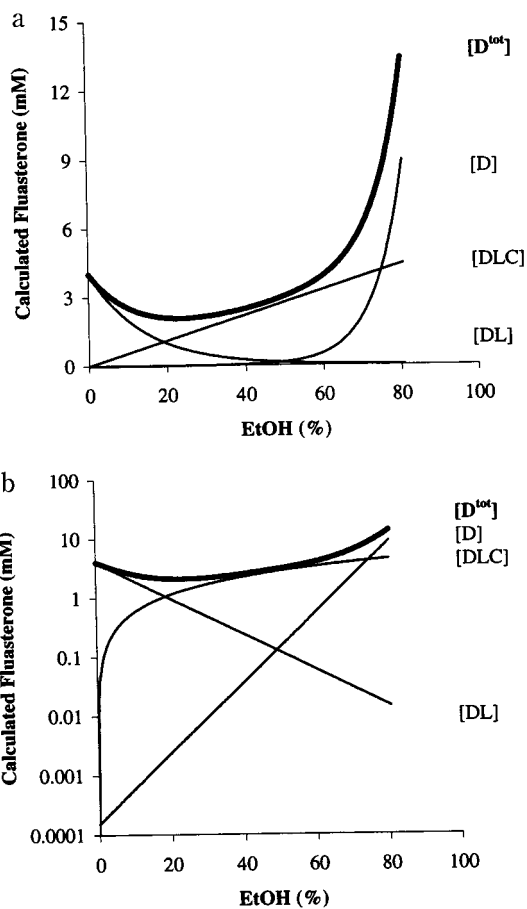 a
15
12
9
6
3
0
Calculated Fluasterone (mM)
0 20 40 60 80 100
EtOH (%)
[D^tot]
[D]
[DLC]
[DL]
b
100
10
1
0.1
0.01
0.001
0.0001
Calculated Fluasterone (mM)
0 20 40 60 80 100
EtOH (%)
[D^tot]
[D]
[DLC]
[DL]